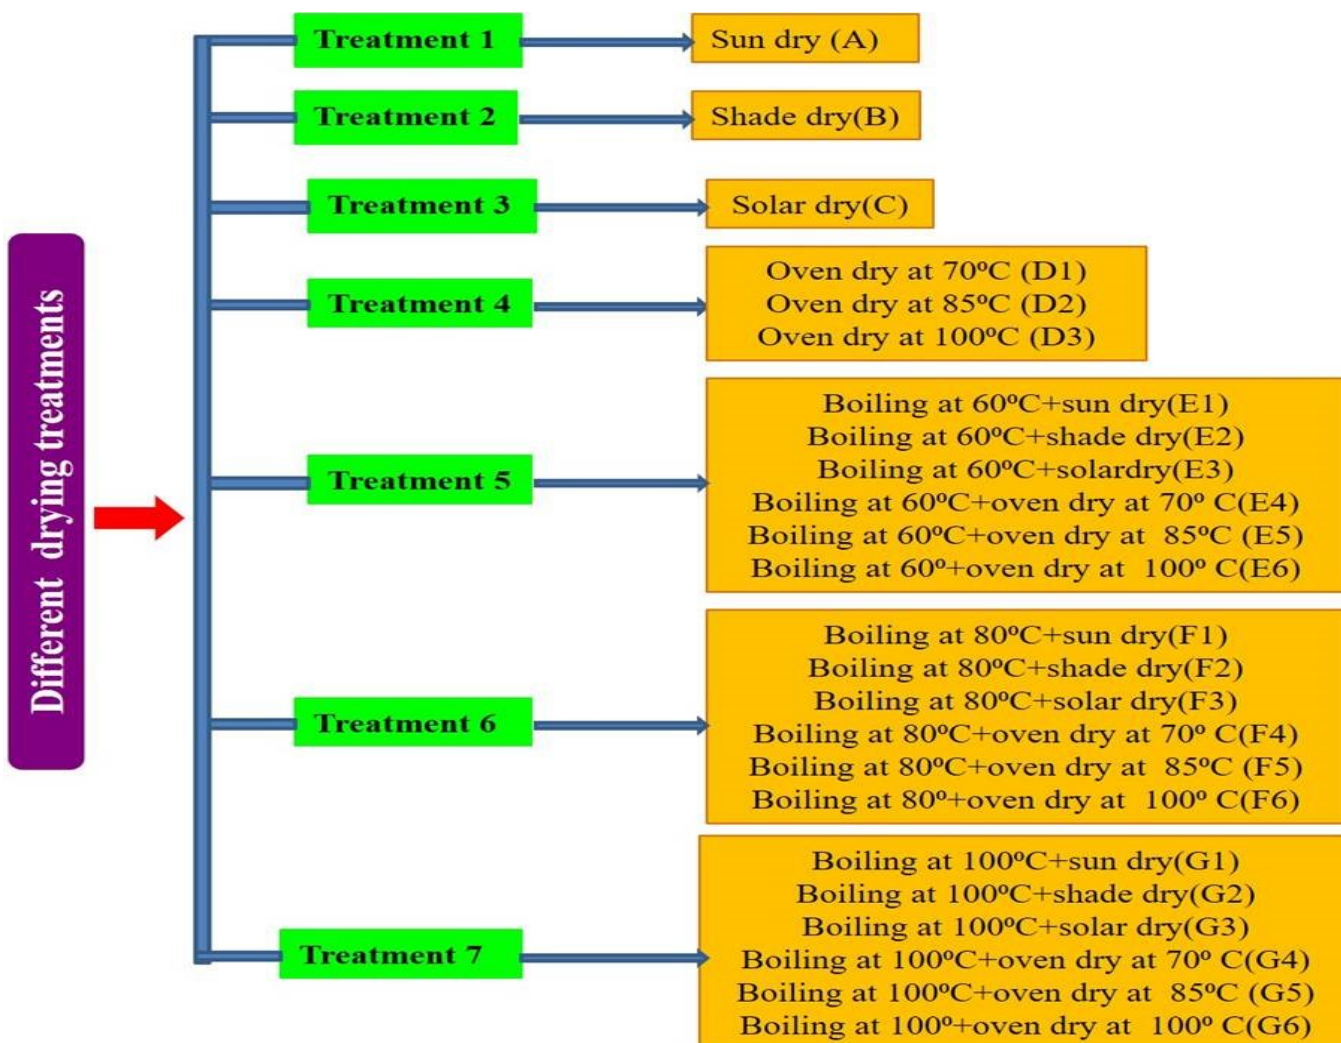 Different drying treatments
Treatment 1
Sun dry (A)
Treatment 2
Shade dry(B)
Treatment 3
Solar dry(C)
Treatment 4
Oven dry at 70ºC (D1)
Oven dry at 85ºC (D2)
Oven dry at 100ºC (D3)
Treatment 5
Boiling at 60ºC+sun dry(E1)
Boiling at 60ºC+shade dry(E2)
Boiling at 60ºC+solardry(E3)
Boiling at 60ºC+oven dry at 70º C(E4)
Boiling at 60ºC+oven dry at 85ºC (E5)
Boiling at 60º+oven dry at 100º C(E6)
Treatment 6
Boiling at 80ºC+sun dry(F1)
Boiling at 80ºC+shade dry(F2)
Boiling at 80ºC+solar dry(F3)
Boiling at 80ºC+oven dry at 70º C(F4)
Boiling at 80ºC+oven dry at 85ºC (F5)
Boiling at 80º+oven dry at 100º C(F6)
Treatment 7
Boiling at 100ºC+sun dry(G1)
Boiling at 100ºC+shade dry(G2)
Boiling at 100ºC+solar dry(G3)
Boiling at 100ºC+oven dry at 70º C(G4)
Boiling at 100ºC+oven dry at 85ºC (G5)
Boiling at 100º+oven dry at 100º C(G6)